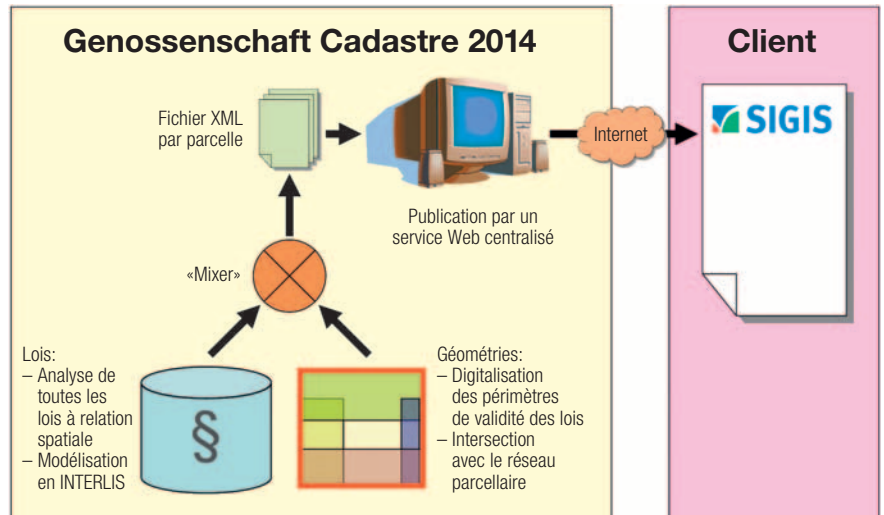 Genossenschaft Cadastre 2014
Client
Fichier XML
par parcelle
Internet
SIGIS
Publication par un
service Web centralisé
«Mixer»
Lois:
– Analyse de
toutes les
lois à relation
spatiale
– Modélisation
en INTERLIS
§
Géométries:
– Digitalisation
des périmètres
de validité des lois
– Intersection
avec le réseau
parcellaire